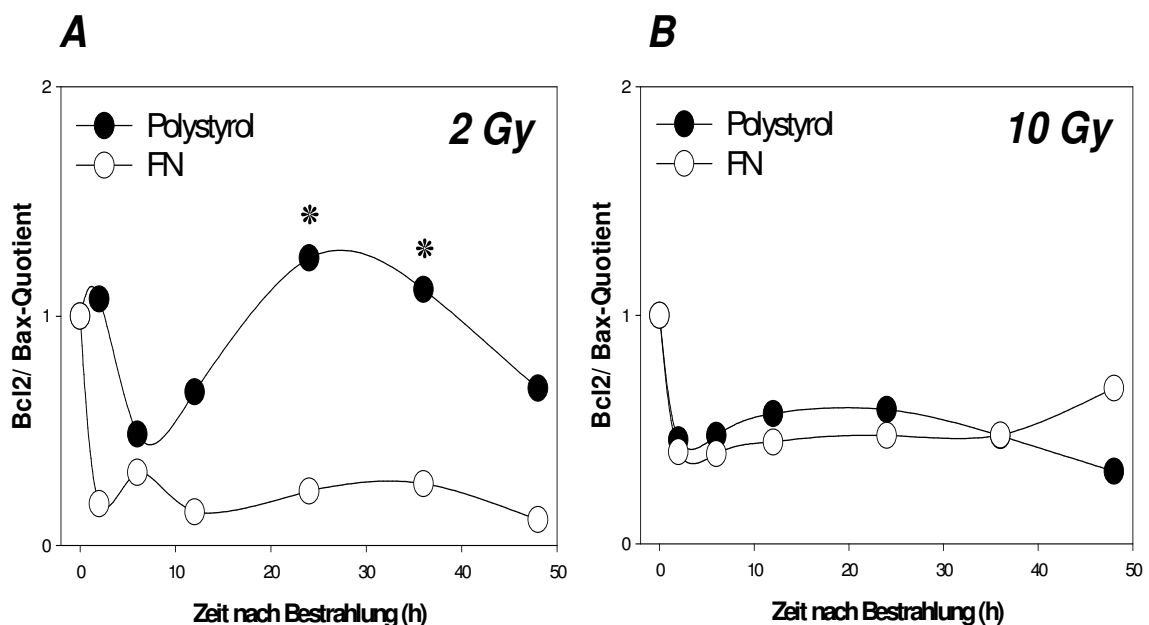 A
2
Polystyrol
FN
2 Gy
*
*
1
0
Bcl2/ Bax-Quotient
0 10 20 30 40 50
Zeit nach Bestrahlung (h)
B
2
Polystyrol
FN
10 Gy
1
0
Bcl2/ Bax-Quotient
0 10 20 30 40 50
Zeit nach Bestrahlung (h)